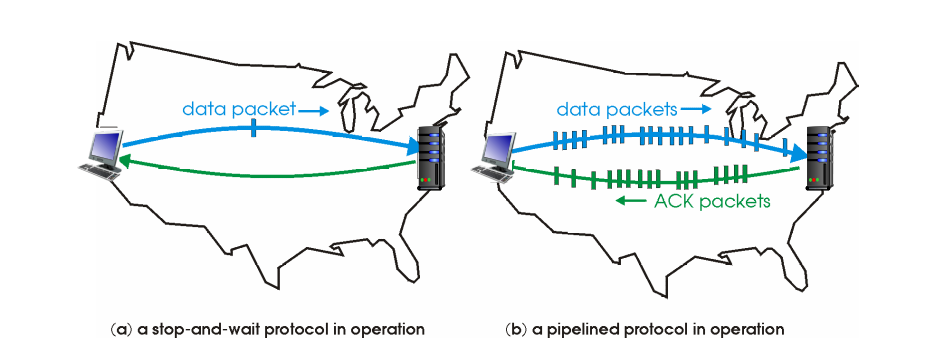 data packet
data packets
ACK packets
(a) a stop-and-wait protocol in operation
(b) a pipelined protocol in operation